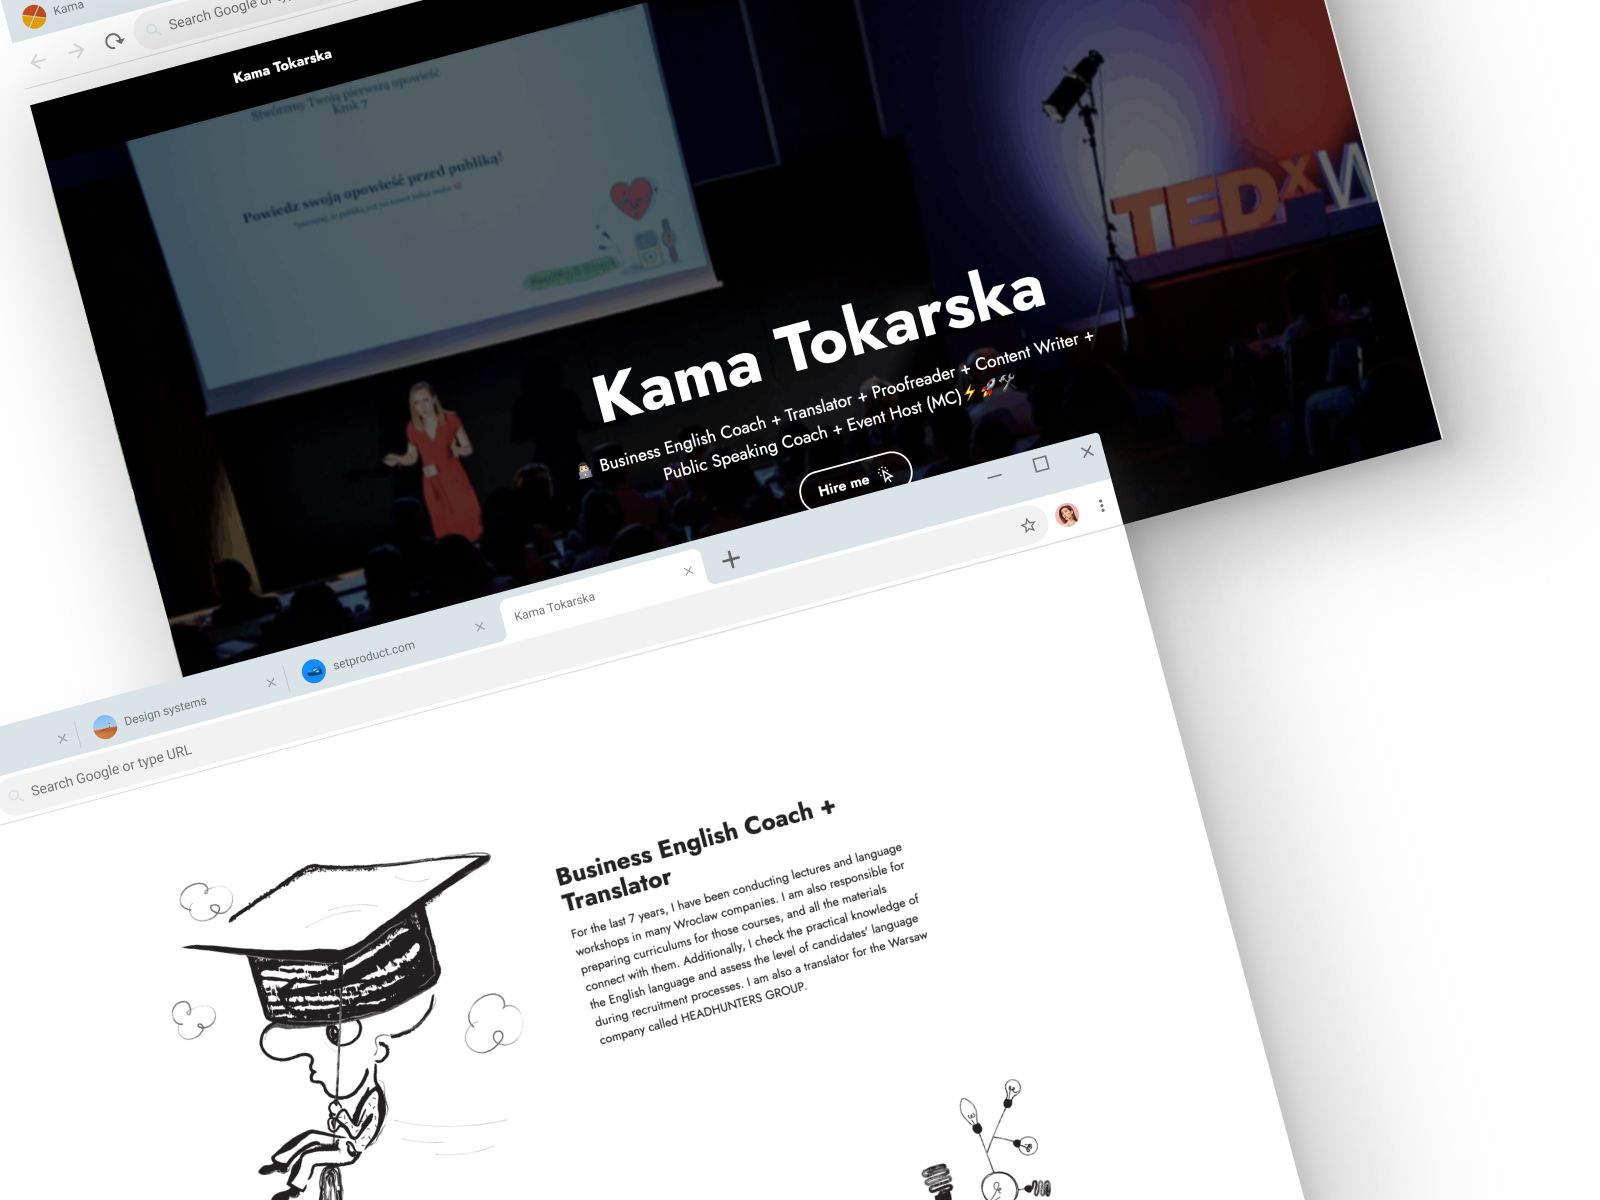 Kama
Search Google or
Kama Tokarska
Stwórzmy Twoją pierwszą opowieść
Krok 7
Powiedz swoją opowieść przed publiką!
TEDxW
Kama Tokarska
Business English Coach + Translator + Proofreader + Content Writer +
Public Speaking Coach + Event Host (MC)
Hire me
Design systems
setproduct.com
Kama Tokarska
Search Google or type URL
Business English Coach +
Translator
For the last 7 years, I have been conducting lectures and language
workshops in many Wroclaw companies. I am also responsible for
preparing curriculums for those courses, and all the materials
connect with them. Additionally, I check the practical knowledge of
the English language and assess the level of candidates' language
during recruitment processes. I am also a translator for the Warsaw
company called HEADHUNTERS GROUP.